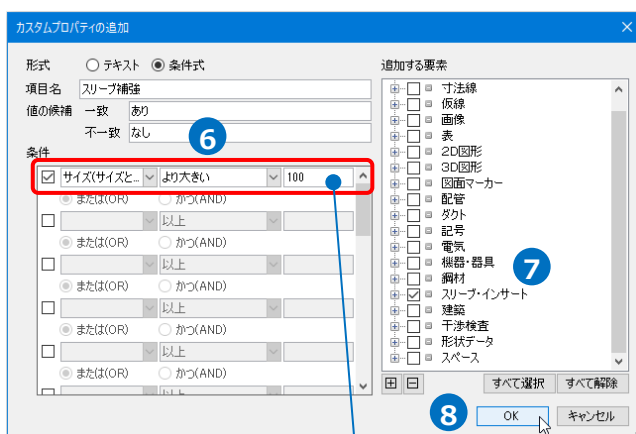 カスタムプロパティの追加
形式 テキスト 条件式
項目名 スリーブ補強
値の候補 一致 あり
不一致 なし
6
条件
サイズ(サイズと... より大きい 100
または(OR) かつ(AND)
以上
または(OR) かつ(AND)
以上
または(OR) かつ(AND)
以上
または(OR) かつ(AND)
以上
または(OR) かつ(AND)
追加する要素
寸法線
仮線
画像
表
2D図形
3D図形
図面マーカー
配管
ダクト
記号
電気
機器・器具
7
鋼材
スリーブ・インサート
建築
干渉検査
形状データ
スペース
すべて選択 すべて解除
8
OK キャンセル